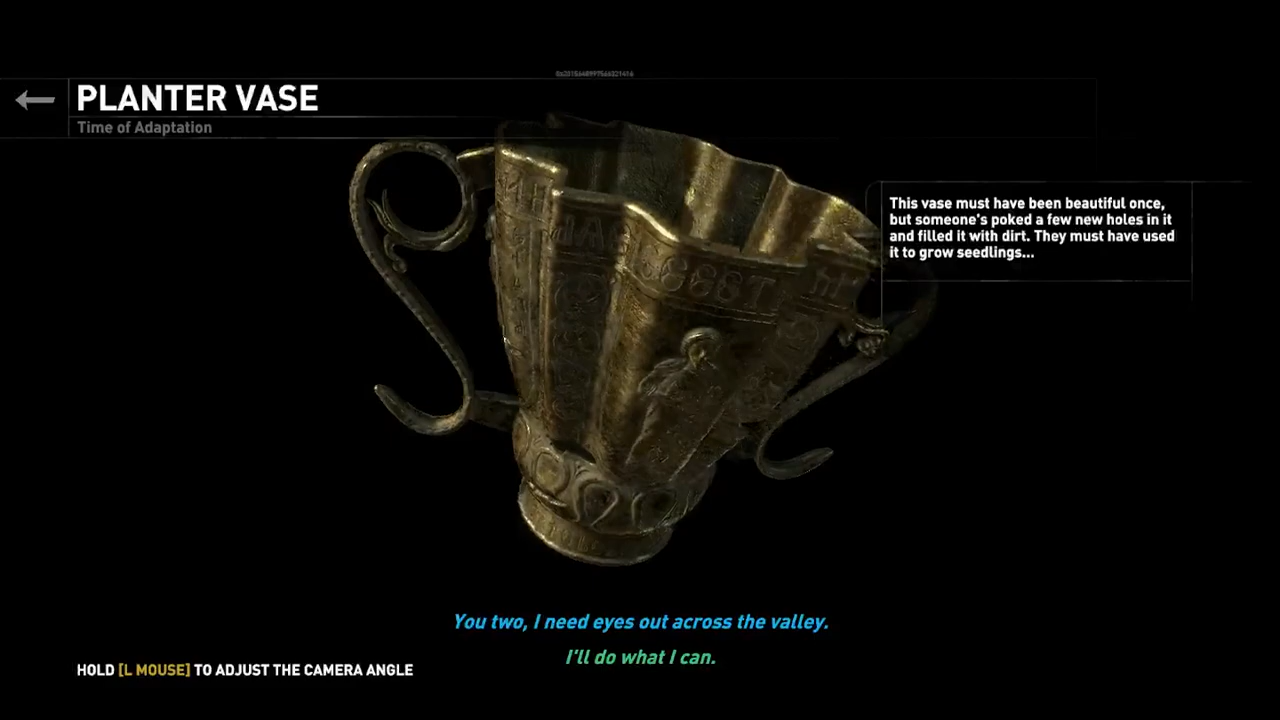 PLANTER VASE
Time of Adaptation
This vase must have been beautiful once,
but someone's poked a few new holes in it
and filled it with dirt. They must have used
it to grow seedlings...
You two, I need eyes out across the valley.
I'll do what I can.
HOLD [L MOUSE] TO ADJUST THE CAMERA ANGLE